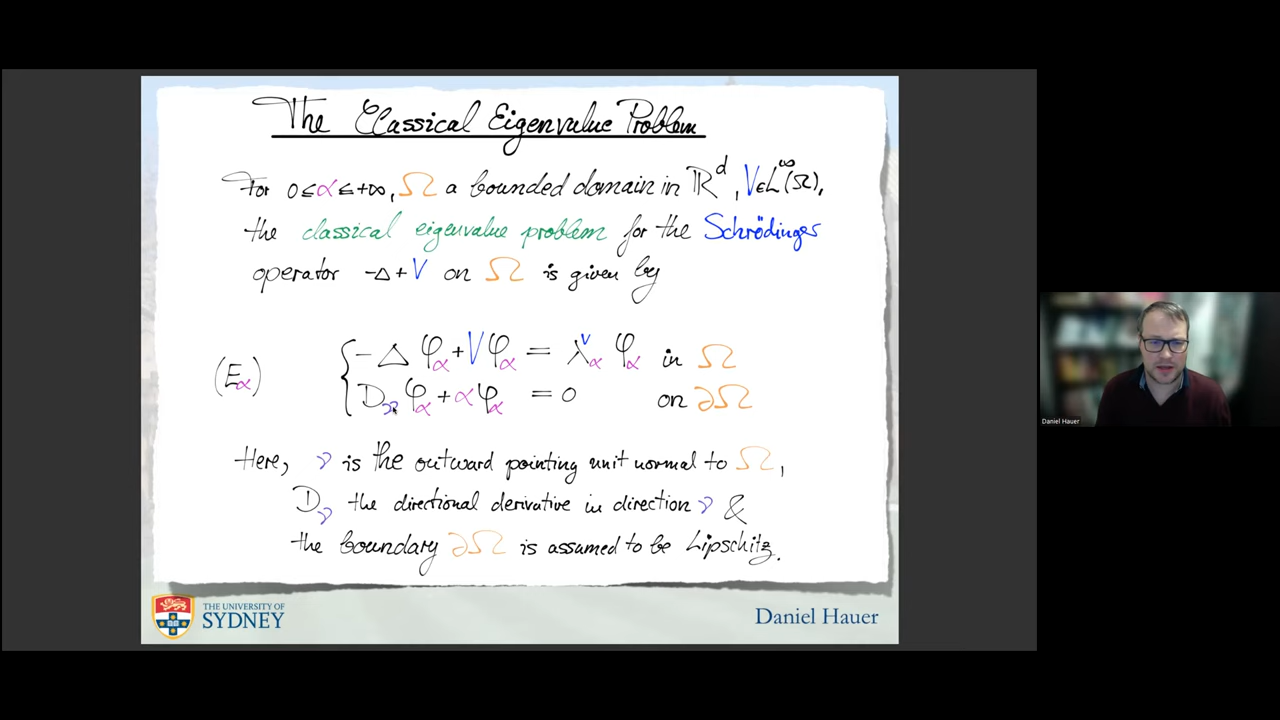 The Classical Eigenvalue Problem
For 0≤α≤+∞, Ω a bounded domain in ℝ^d, V∈L^∞(Ω),
the classical eigenvalue problem for the Schrödinger
operator -Δ+V on Ω is given by
(E_α) { -Δφ_α + Vφ_α = λ_α^V φ_α in Ω
D_ν φ_α + αφ_α = 0 on ∂Ω
Here, ν is the outward pointing unit normal to Ω,
D_ν the directional derivative in direction ν &
the boundary ∂Ω is assumed to be Lipschitz.
THE UNIVERSITY OF
SYDNEY
Daniel Hauer
Daniel Hauer